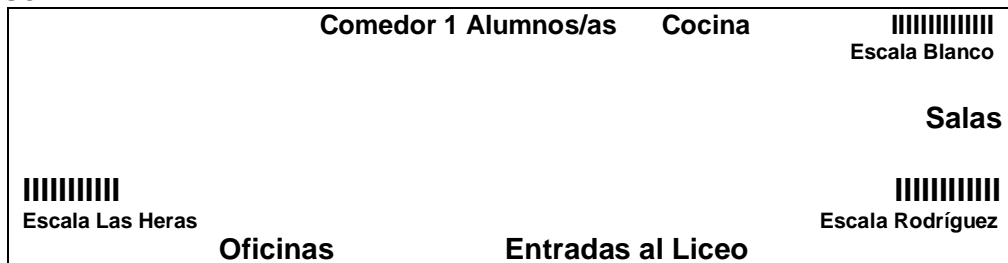 Comedor 1 Alumnos/as Cocina IIIIIIIIIIIIII
Escala Blanco
Salas
IIIIIIIIIII IIIIIIIIIIII
Escala Las Heras Escala Rodríguez
Oficinas Entradas al Liceo